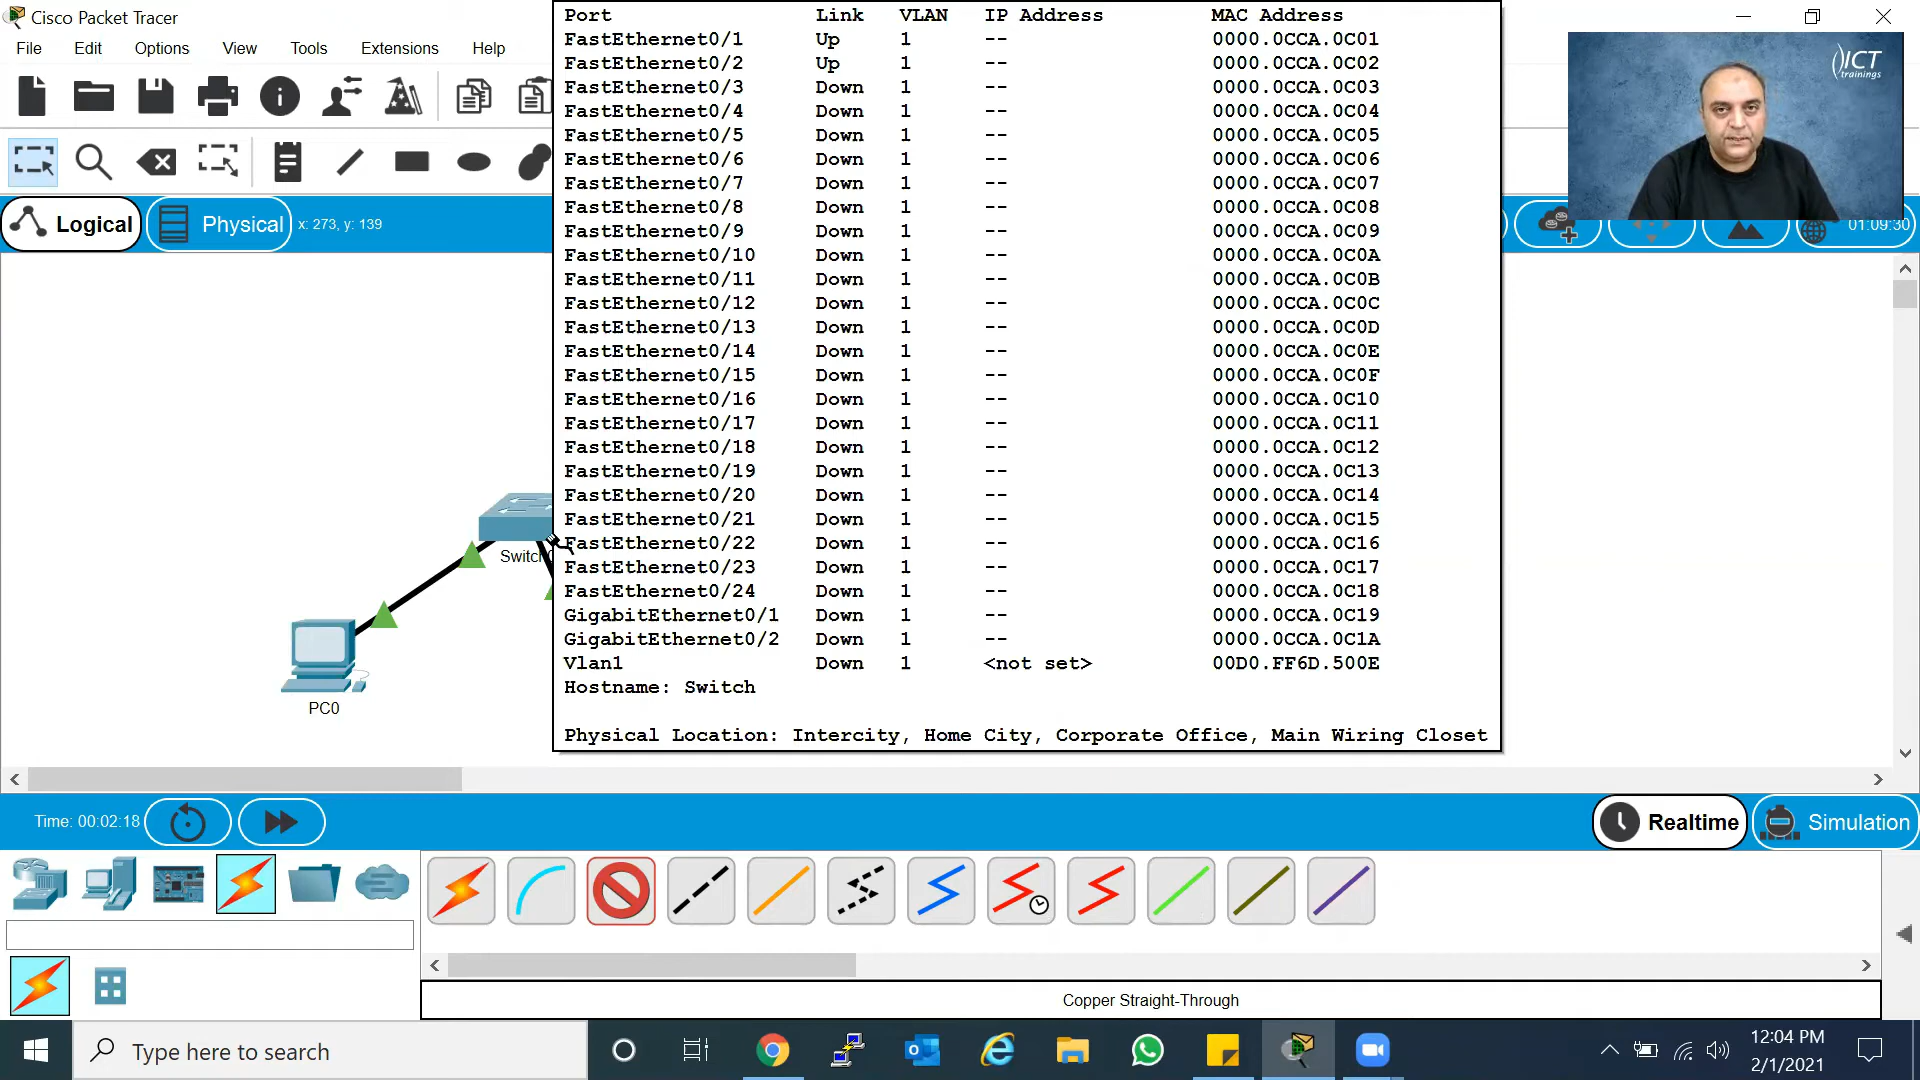 Cisco Packet Tracer
File Edit Options View Tools Extensions Help
Logical Physical x: 273, y: 139
Port Link VLAN IP Address MAC Address
FastEthernet0/1 Up 1 -- 0000.0CCA.0C01
FastEthernet0/2 Up 1 -- 0000.0CCA.0C02
FastEthernet0/3 Down 1 -- 0000.0CCA.0C03
FastEthernet0/4 Down 1 -- 0000.0CCA.0C04
FastEthernet0/5 Down 1 -- 0000.0CCA.0C05
FastEthernet0/6 Down 1 -- 0000.0CCA.0C06
FastEthernet0/7 Down 1 -- 0000.0CCA.0C07
FastEthernet0/8 Down 1 -- 0000.0CCA.0C08
FastEthernet0/9 Down 1 -- 0000.0CCA.0C09
FastEthernet0/10 Down 1 -- 0000.0CCA.0C0A
FastEthernet0/11 Down 1 -- 0000.0CCA.0C0B
FastEthernet0/12 Down 1 -- 0000.0CCA.0C0C
FastEthernet0/13 Down 1 -- 0000.0CCA.0C0D
FastEthernet0/14 Down 1 -- 0000.0CCA.0C0E
FastEthernet0/15 Down 1 -- 0000.0CCA.0C0F
FastEthernet0/16 Down 1 -- 0000.0CCA.0C10
FastEthernet0/17 Down 1 -- 0000.0CCA.0C11
FastEthernet0/18 Down 1 -- 0000.0CCA.0C12
FastEthernet0/19 Down 1 -- 0000.0CCA.0C13
FastEthernet0/20 Down 1 -- 0000.0CCA.0C14
FastEthernet0/21 Down 1 -- 0000.0CCA.0C15
FastEthernet0/22 Down 1 -- 0000.0CCA.0C16
FastEthernet0/23 Down 1 -- 0000.0CCA.0C17
FastEthernet0/24 Down 1 -- 0000.0CCA.0C18
GigabitEthernet0/1 Down 1 -- 0000.0CCA.0C19
GigabitEthernet0/2 Down 1 -- 0000.0CCA.0C1A
Vlan1 Down 1 <not set> 00D0.FF6D.500E
Hostname: Switch
Physical Location: Intercity, Home City, Corporate Office, Main Wiring Closet
ICT
trainings
01:09:30
Switch
PC0
Time: 00:02:18
Realtime Simulation
Copper Straight-Through
Type here to search
12:04 PM
2/1/2021